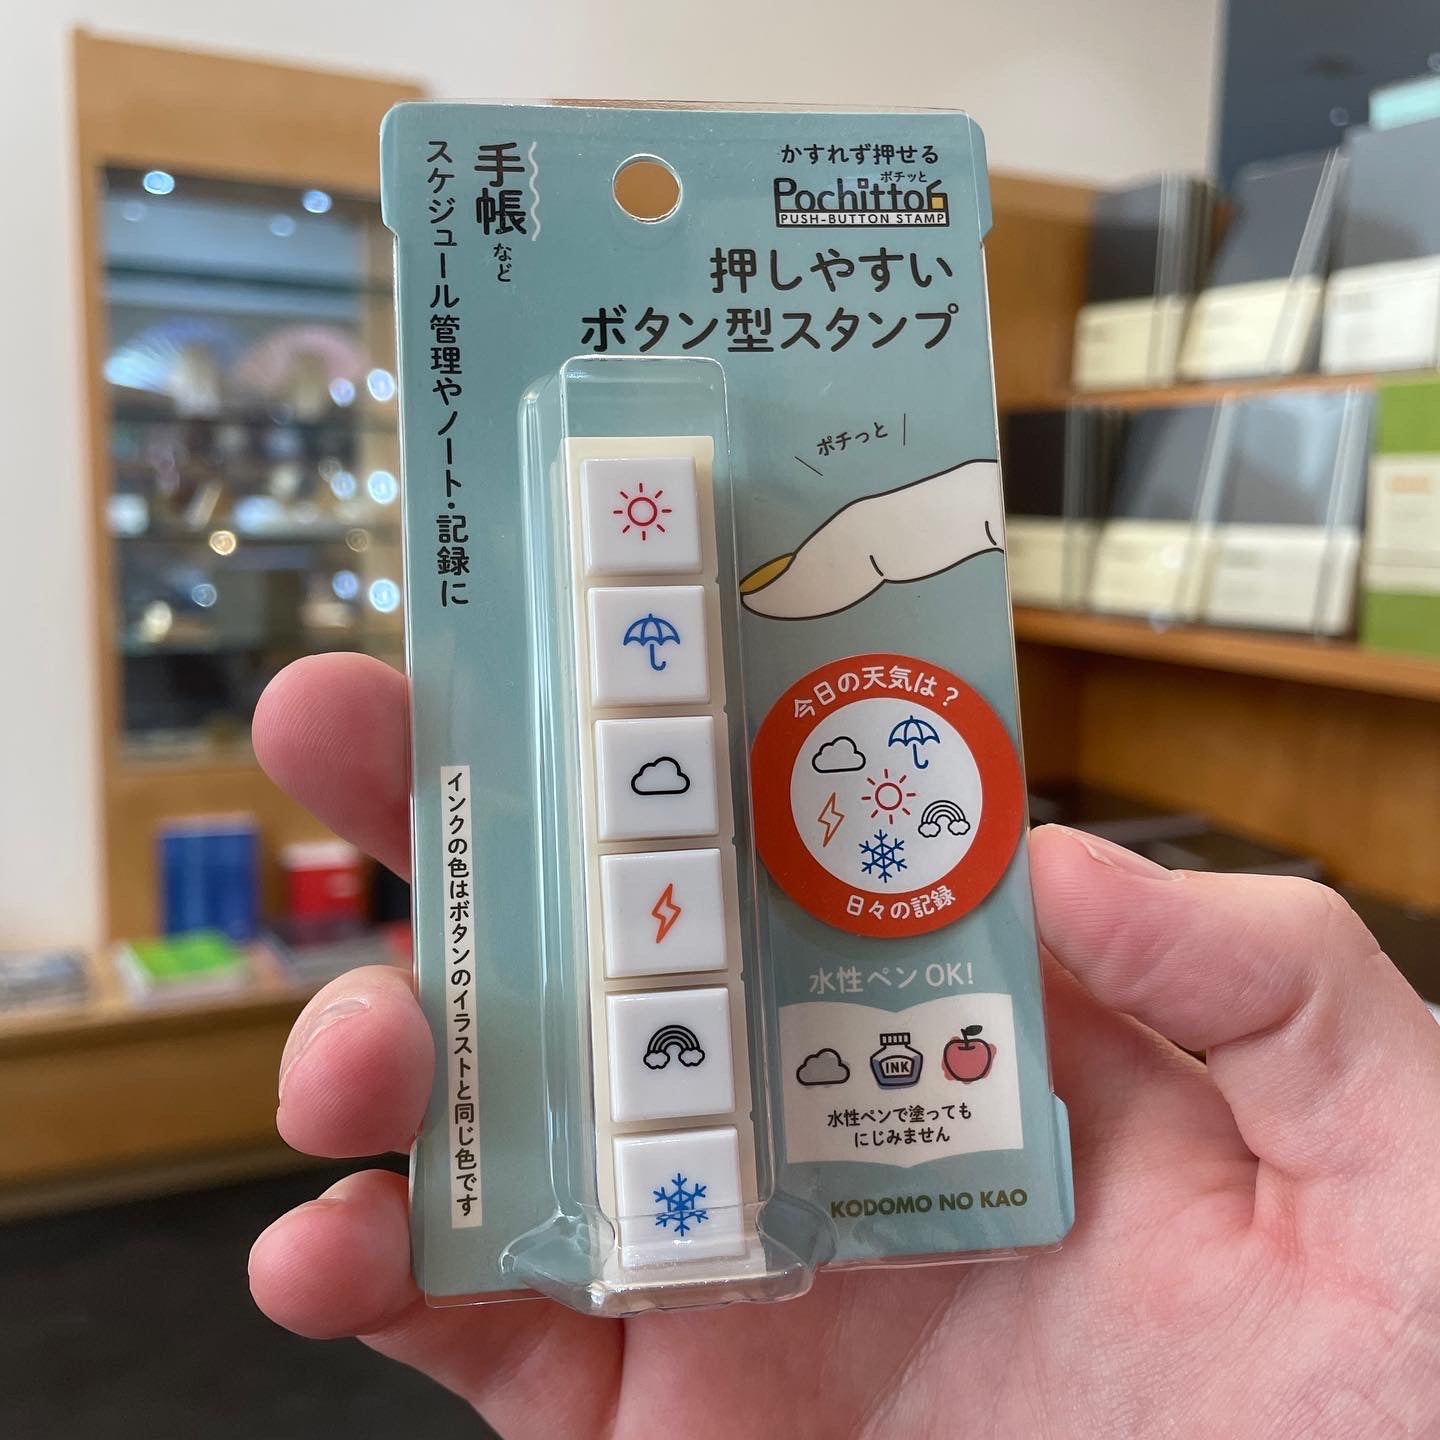 手帳など
スケジュール管理やノート・記録に
かすれず押せる
ポチッと
Pochitto6
PUSH-BUTTON STAMP
押しやすい
ボタン型スタンプ
ポチっと
今日の天気は？
日々の記録
インクの色はボタンのイラストと同じ色です
水性ペンOK!
INK
水性ペンで塗っても
にじみません
KODOMO NO KAO